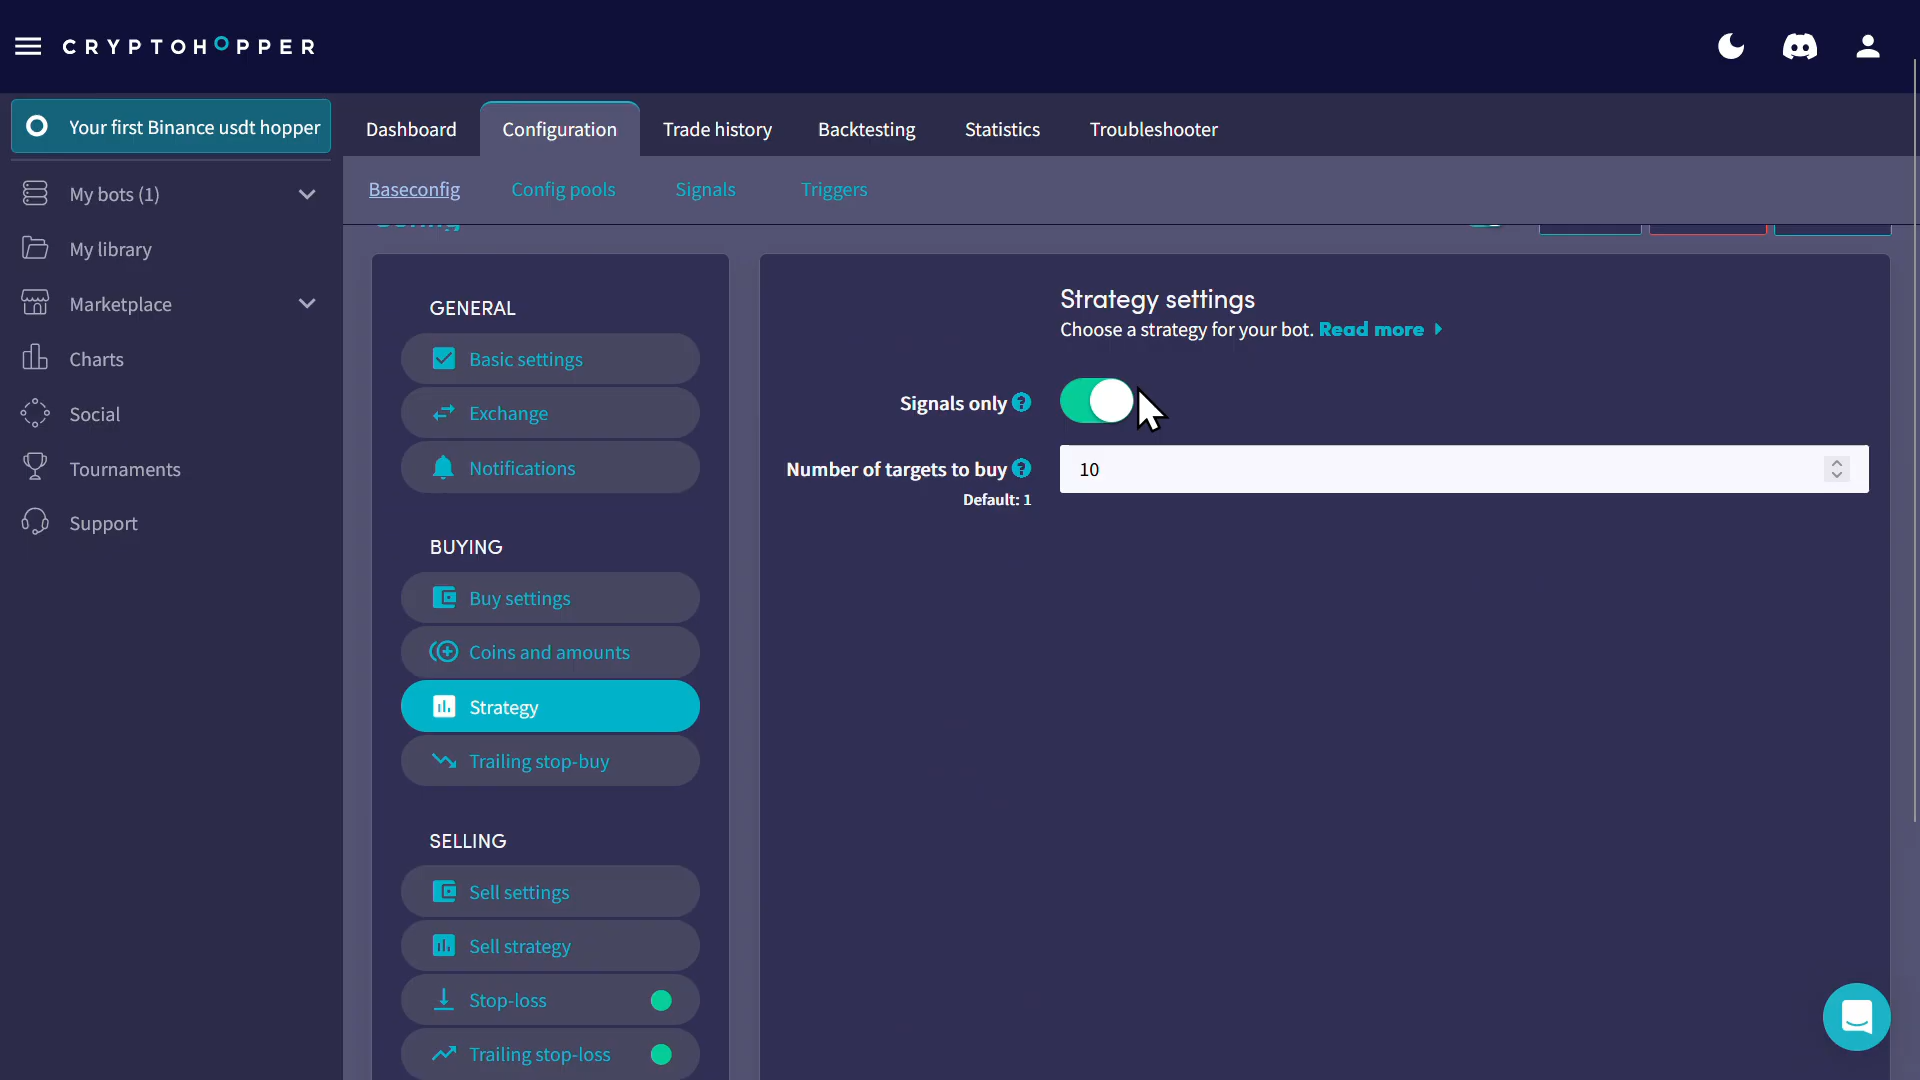 CRYPTOHOPPER
Your first Binance usdt hopper
Dashboard
Configuration
Trade history
Backtesting
Statistics
Troubleshooter
My bots (1)
My library
Marketplace
Charts
Social
Tournaments
Support
Baseconfig
Config pools
Signals
Triggers
GENERAL
Basic settings
Exchange
Notifications
BUYING
Buy settings
Coins and amounts
Strategy
Trailing stop-buy
SELLING
Sell settings
Sell strategy
Stop-loss
Trailing stop-loss
Strategy settings
Choose a strategy for your bot. Read more
Signals only
Number of targets to buy
10
Default: 1